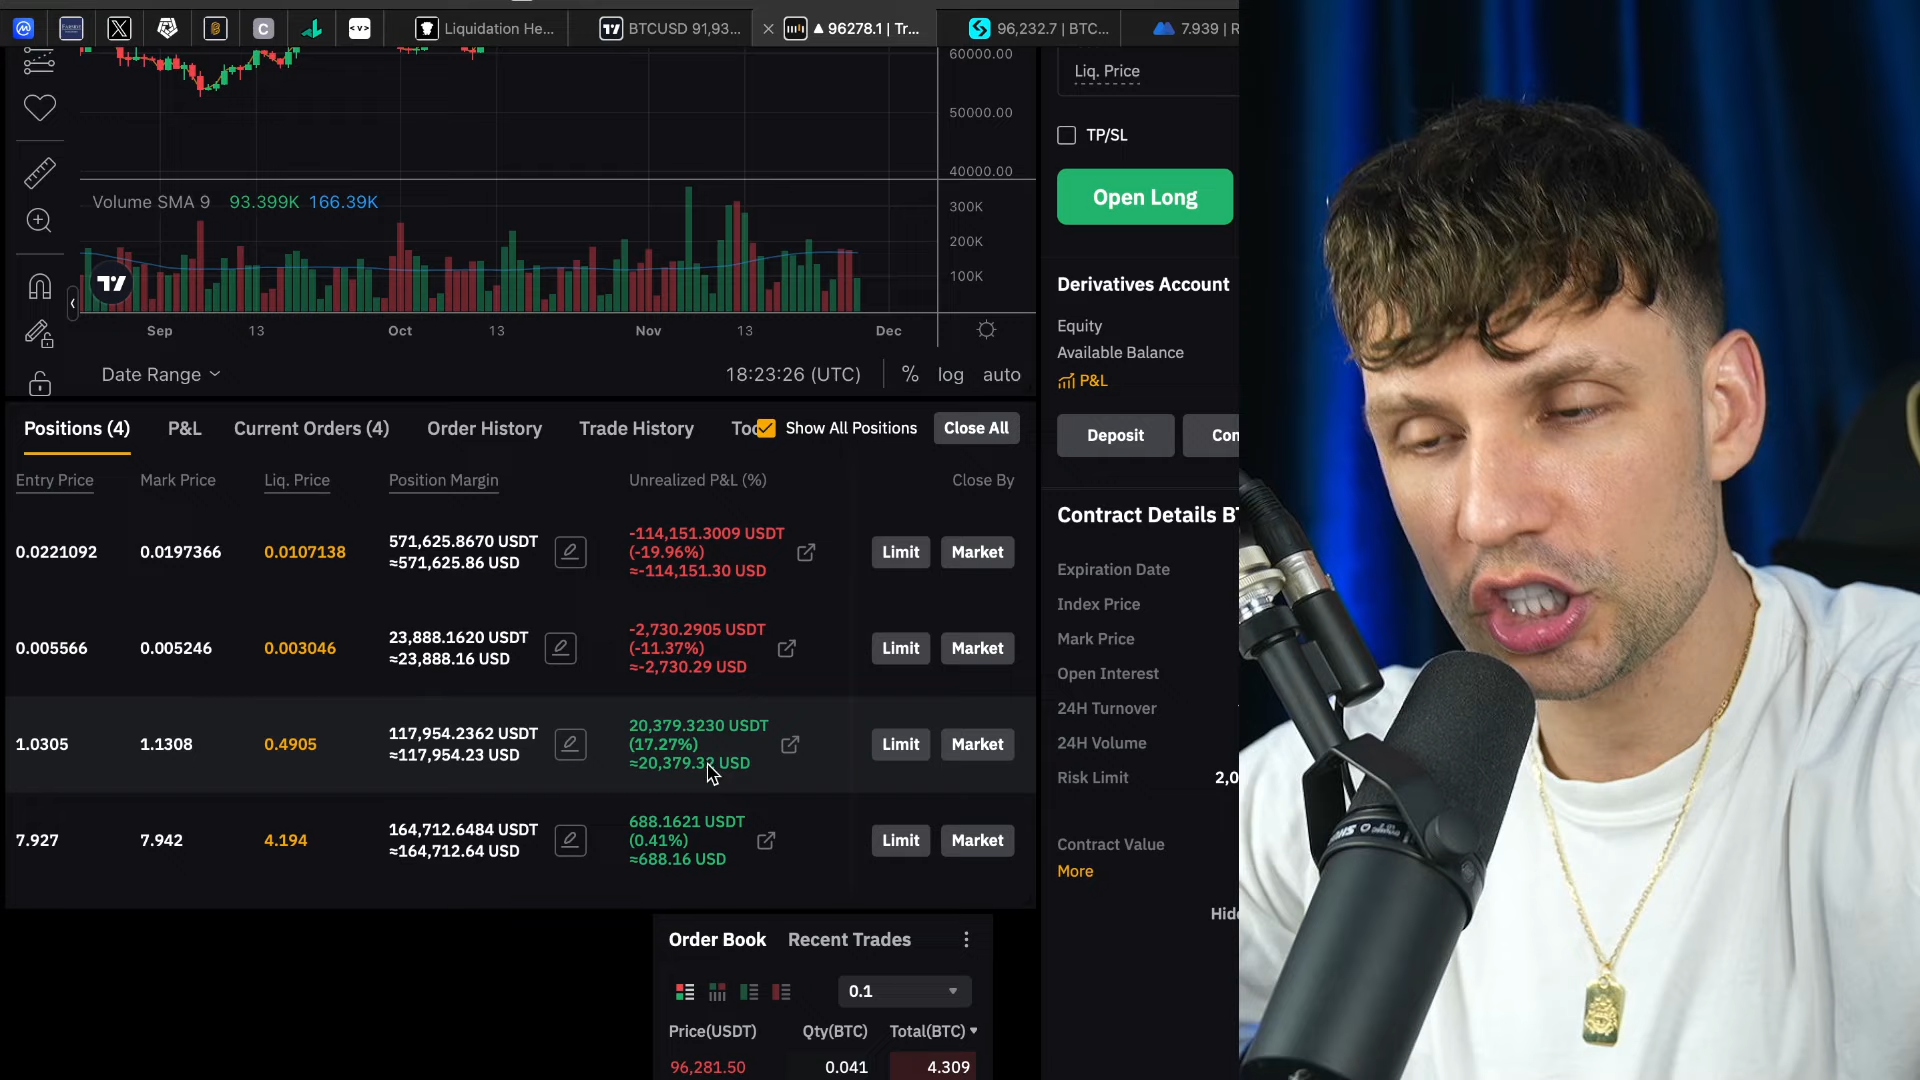 Liquidation He...
BTCUSD 91,93...
▲ 96278.1 | Tr...
96,232.7 | BTC...
7.939 | R
60000.00
50000.00
40000.00
Volume SMA 9 93.399K 166.39K
300K
200K
100K
Sep 13 Oct 13 Nov 13 Dec
Date Range
18:23:26 (UTC) % log auto
Liq. Price
TP/SL
Open Long
Derivatives Account
Equity
Available Balance
P&L
Deposit
Con
Contract Details B
Expiration Date
Index Price
Mark Price
Open Interest
24H Turnover
24H Volume
Risk Limit 2,0
Contract Value
More
Hid
Positions (4) P&L Current Orders (4) Order History Trade History Too Show All Positions Close All
Entry Price Mark Price Liq. Price Position Margin Unrealized P&L (%) Close By
0.0221092 0.0197366 0.0107138
571,625.8670 USDT
≈571,625.86 USD
-114,151.3009 USDT
(-19.96%)
≈-114,151.30 USD
Limit Market
0.005566 0.005246 0.003046
23,888.1620 USDT
≈23,888.16 USD
-2,730.2905 USDT
(-11.37%)
≈-2,730.29 USD
Limit Market
1.0305 1.1308 0.4905
117,954.2362 USDT
≈117,954.23 USD
20,379.3230 USDT
(17.27%)
≈20,379.32 USD
Limit Market
7.927 7.942 4.194
164,712.6484 USDT
≈164,712.64 USD
688.1621 USDT
(0.41%)
≈688.16 USD
Limit Market
Order Book Recent Trades
0.1
Price(USDT) Qty(BTC) Total(BTC)
96,281.50 0.041 4.309